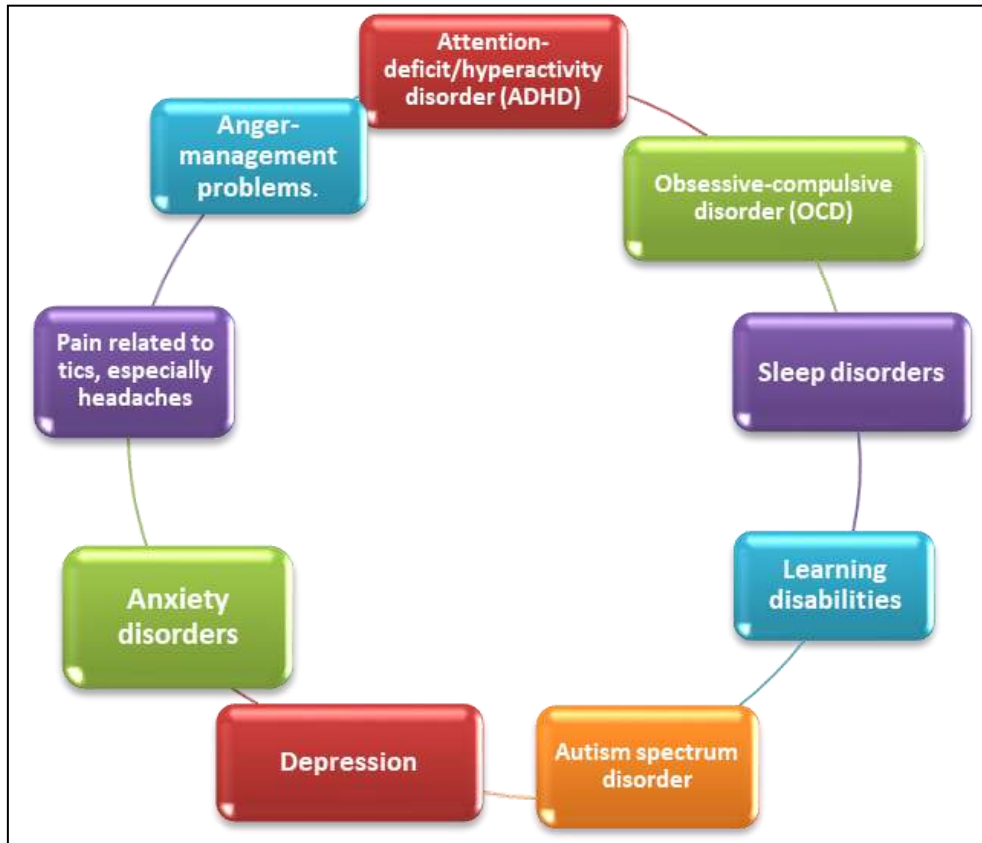 Attention-
deficit/hyperactivity
disorder (ADHD)
Obsessive-compulsive
disorder (OCD)
Sleep disorders
Learning
disabilities
Autism spectrum
disorder
Depression
Anxiety
disorders
Pain related to
tics, especially
headaches
Anger-
management
problems.